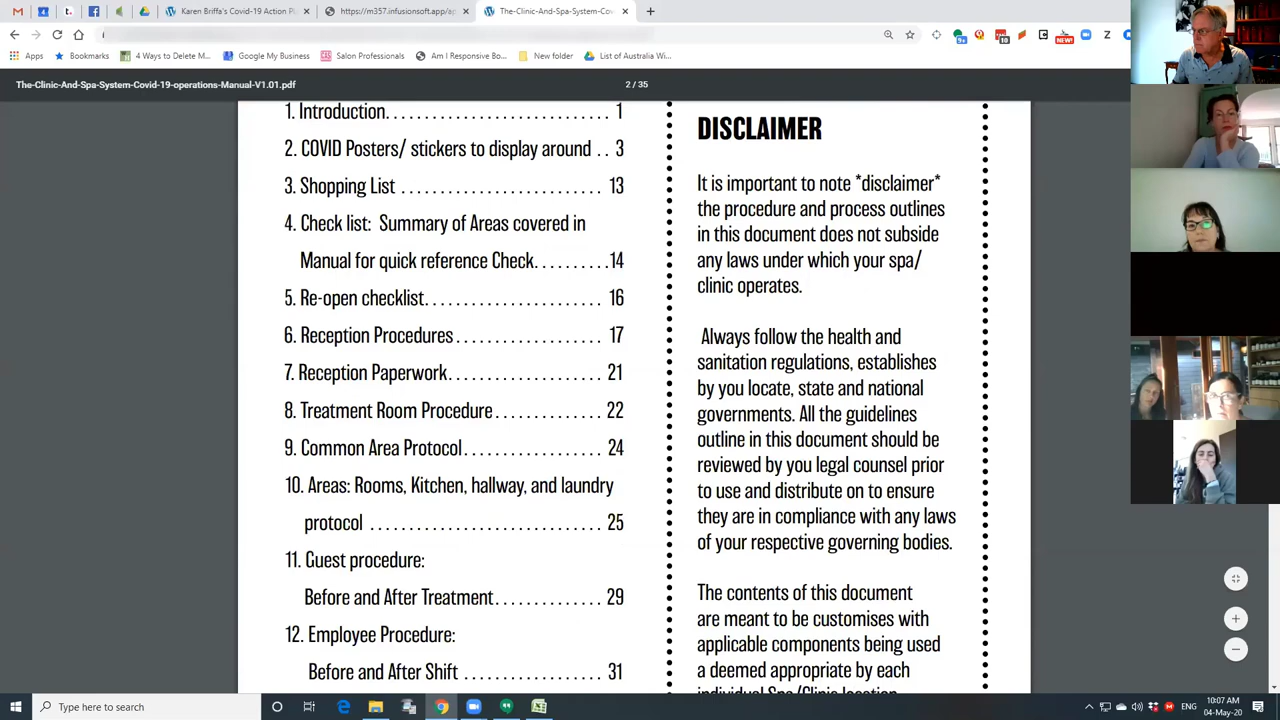 Karen Briffa's Covid-19 Action Pl
https://m357.infusionsoft.com/ap
The-Clinic-And-Spa-System-Cov
Apps
Bookmarks
4 Ways to Delete M...
Google My Business
Salon Professionals
Am I Responsive Bo...
New folder
List of Australia W...
The-Clinic-And-Spa-System-Covid-19-operations-Manual-V1.01.pdf
2 / 35
1. Introduction. 1
2. COVID Posters/ stickers to display around . . 3
3. Shopping List 13
4. Check list: Summary of Areas covered in
Manual for quick reference Check. 14
5. Re-open checklist. 16
6. Reception Procedures 17
7. Reception Paperwork. 21
8. Treatment Room Procedure 22
9. Common Area Protocol 24
10. Areas: Rooms, Kitchen, hallway, and laundry
protocol 25
11. Guest procedure:
Before and After Treatment. 29
12. Employee Procedure:
Before and After Shift 31
DISCLAIMER
It is important to note *disclaimer*
the procedure and process outlines
in this document does not subside
any laws under which your spa/
clinic operates.
Always follow the health and
sanitation regulations, establishes
by you locate, state and national
governments. All the guidelines
outline in this document should be
reviewed by you legal counsel prior
to use and distribute on to ensure
they are in compliance with any laws
of your respective governing bodies.
The contents of this document
are meant to be customises with
applicable components being used
a deemed appropriate by each
individual Spa/Clinic location
Type here to search
ENG
10:07 AM
04-May-20